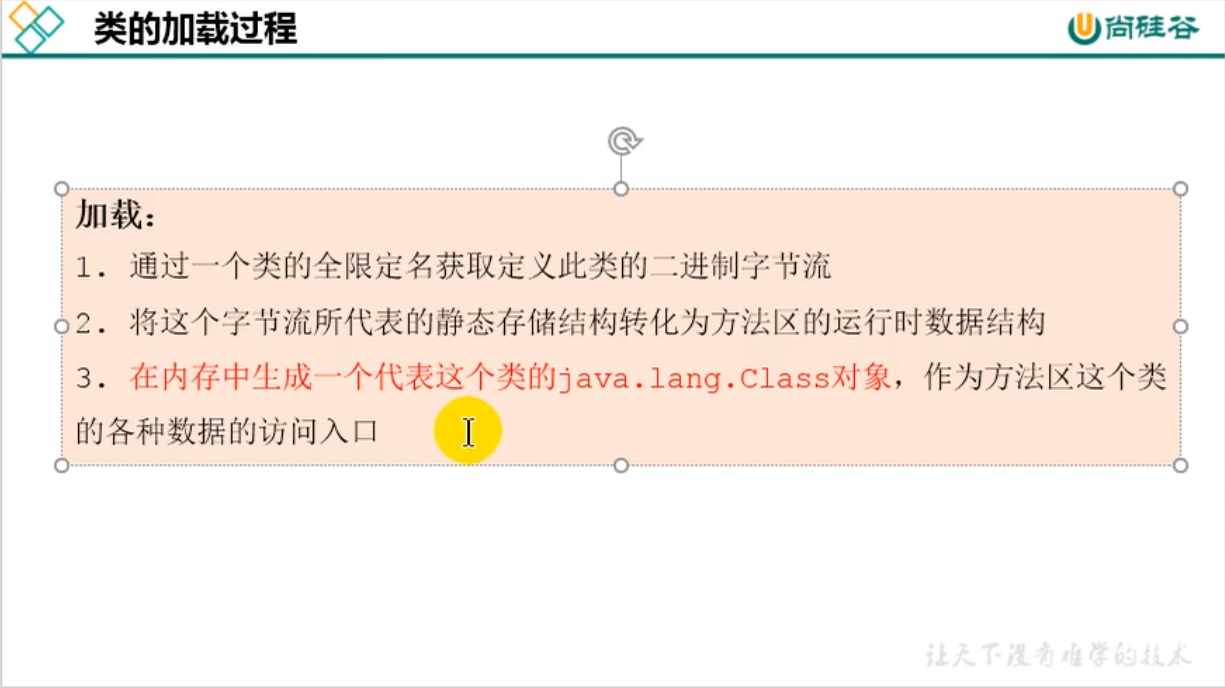 类的加载过程
尚硅谷
加载：
1. 通过一个类的全限定名获取定义此类的二进制字节流
2. 将这个字节流所代表的静态存储结构转化为方法区的运行时数据结构
3. 在内存中生成一个代表这个类的java.lang.Class对象，作为方法区这个类
的各种数据的访问入口
让天下没有难学的技术